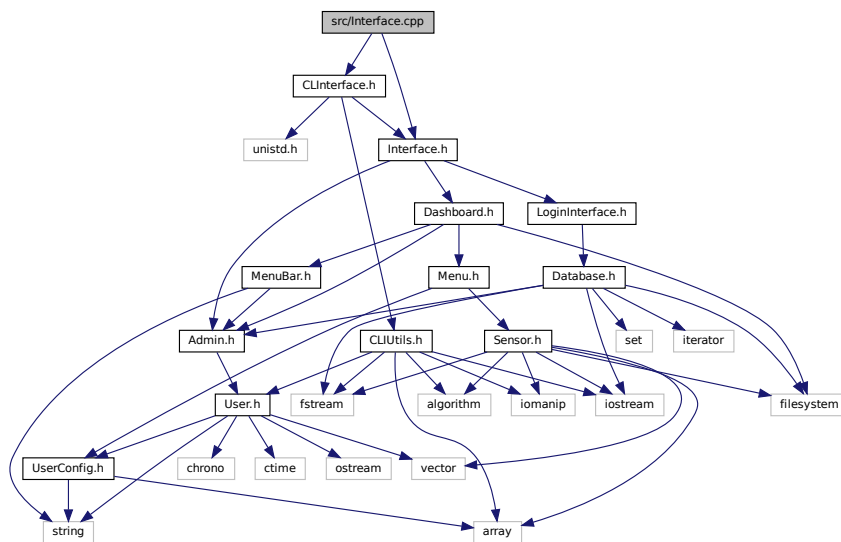 src/Interface.cpp
CLInterface.h
unistd.h
Interface.h
Dashboard.h
LoginInterface.h
MenuBar.h
Menu.h
Database.h
Admin.h
CLIUtils.h
Sensor.h
set
iterator
User.h
fstream
algorithm
iomanip
iostream
filesystem
UserConfig.h
chrono
ctime
ostream
vector
string
array